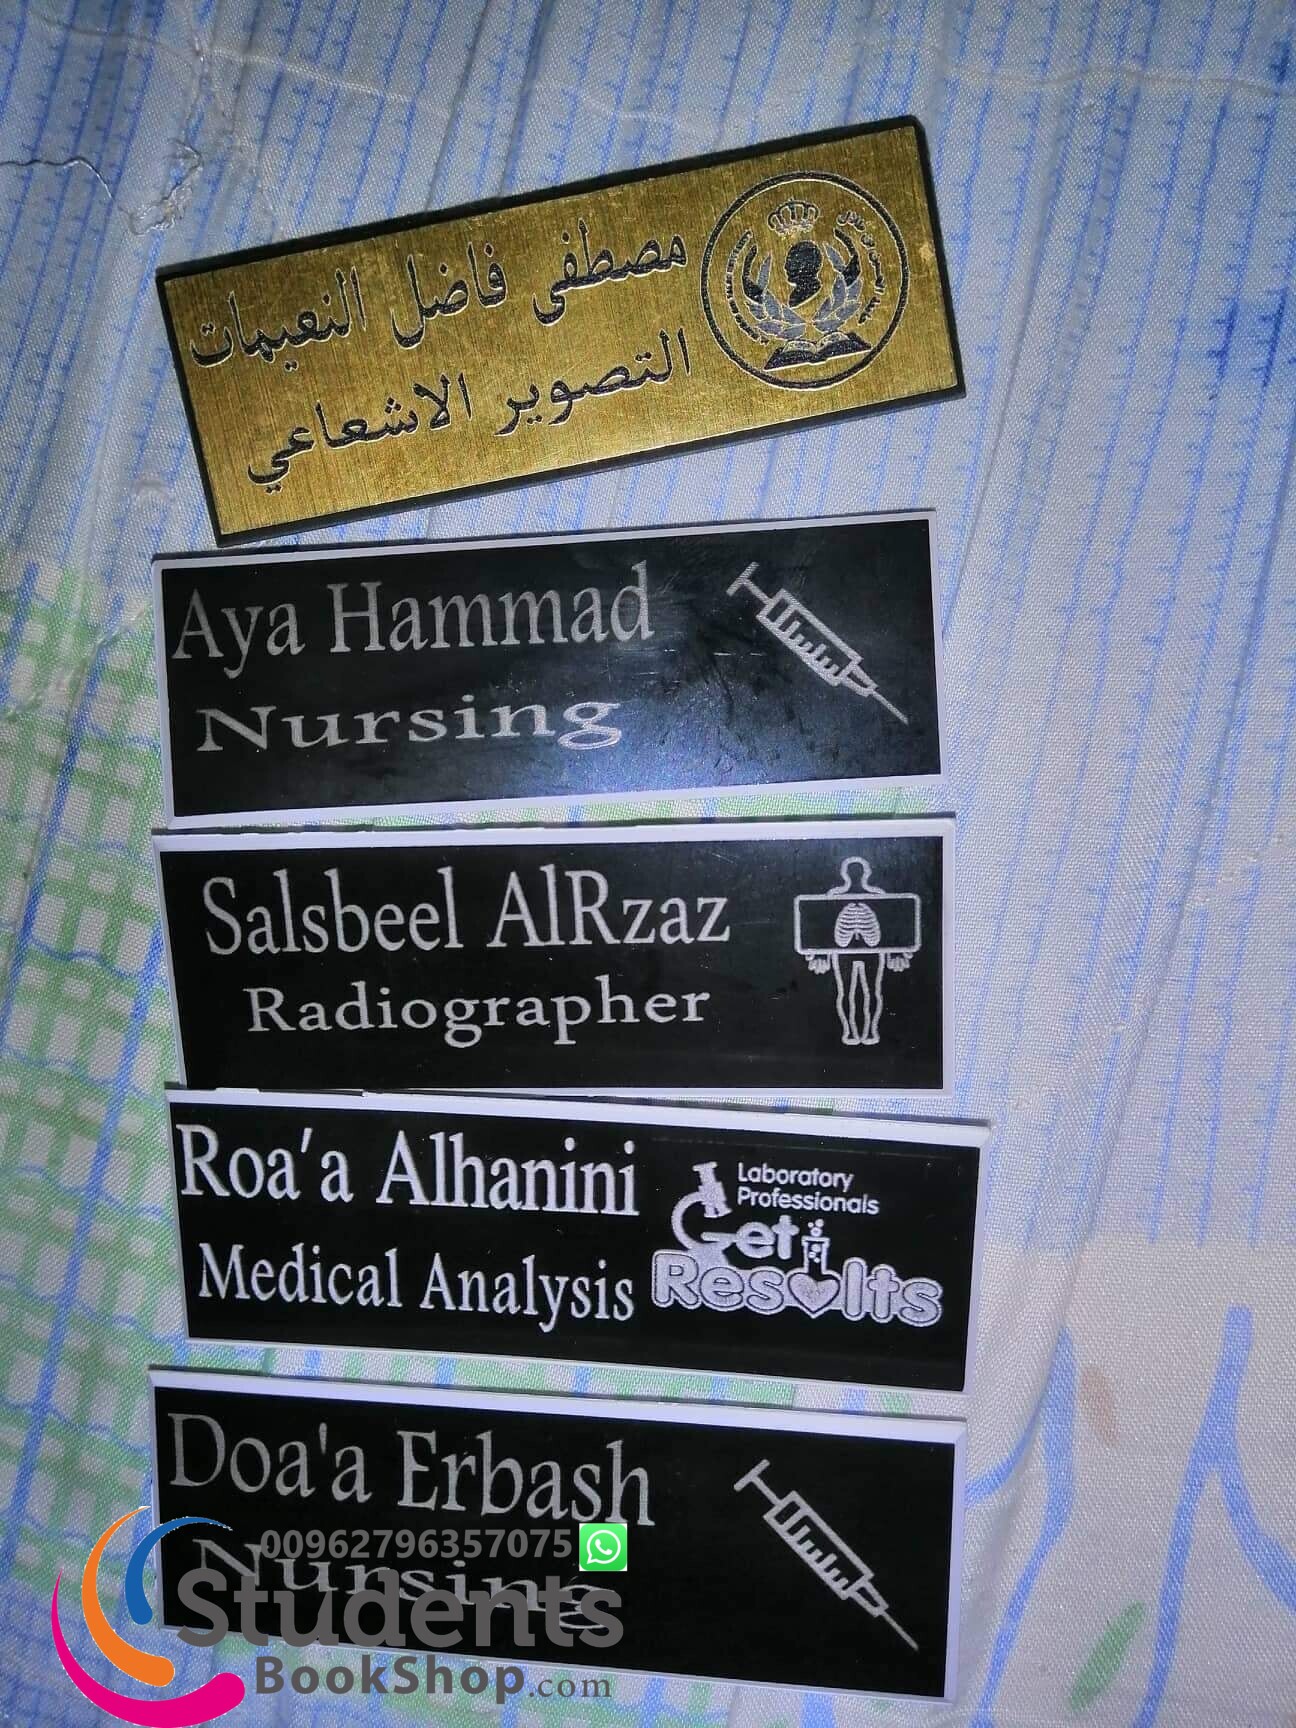 مصطفى فاضل النعيمات
التصوير الاشعاعي
Aya Hammad
Nursing
Salsbeel AlRzaz
Radiographer
Roa'a Alhanini
Medical Analysis
Laboratory
Professionals
Get
Results
Doa'a Erbash
Nursing
00962796357075
Students
BookShop.com